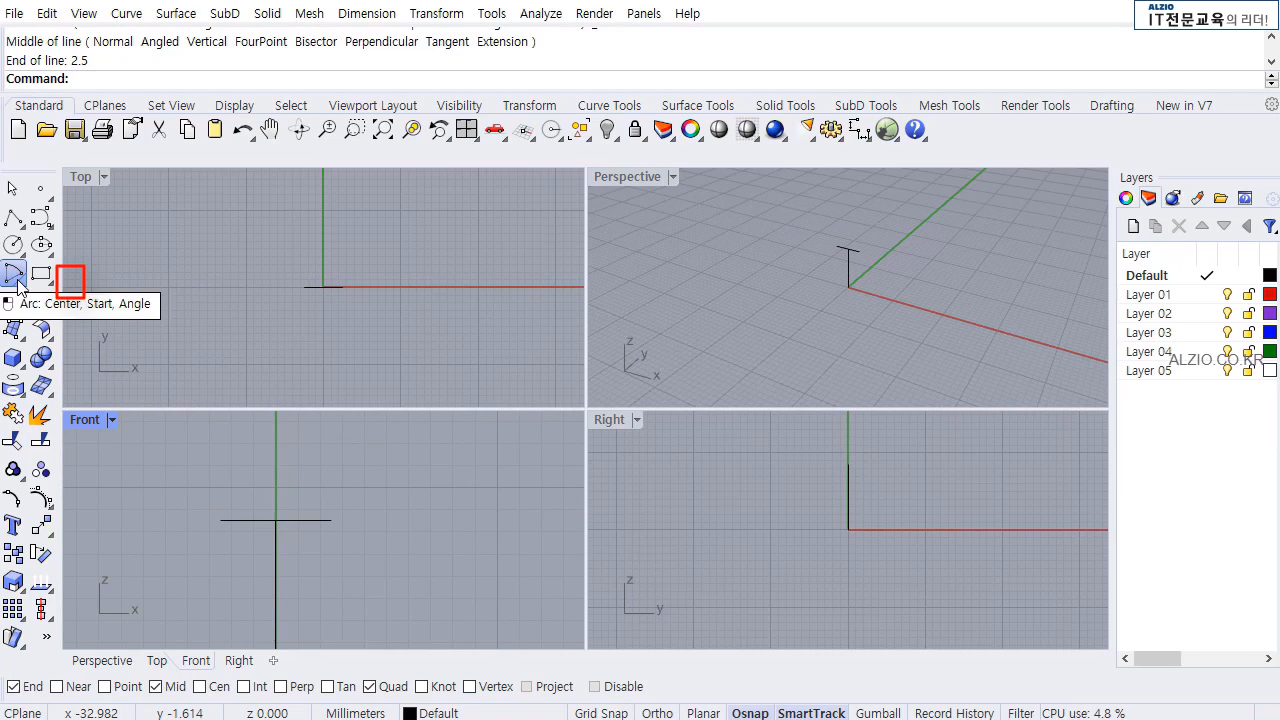 File Edit View Curve Surface SubD Solid Mesh Dimension Transform Tools Analyze Render Panels Help
ALZIO
IT전문교육의 리더!
Middle of line ( Normal Angled Vertical FourPoint Bisector Perpendicular Tangent Extension )
End of line: 2.5
Command:
Standard CPlanes Set View Display Select Viewport Layout Visibility Transform Curve Tools Surface Tools Solid Tools SubD Tools Mesh Tools Render Tools Drafting New in V7
Top
Perspective
Layers
Layer
Default
Layer 01
Layer 02
Layer 03
Layer 04
Layer 05
ALZIO.CO.KR
Arc: Center, Start, Angle
y
x
z
y
x
Front
Right
z
x
z
y
Perspective Top Front Right
End Near Point Mid Cen Int Perp Tan Quad Knot Vertex Project Disable
CPlane x -32.982 y -1.614 z 0.000 Millimeters Default Grid Snap Ortho Planar Osnap SmartTrack Gumball Record History Filter CPU use: 4.8 %